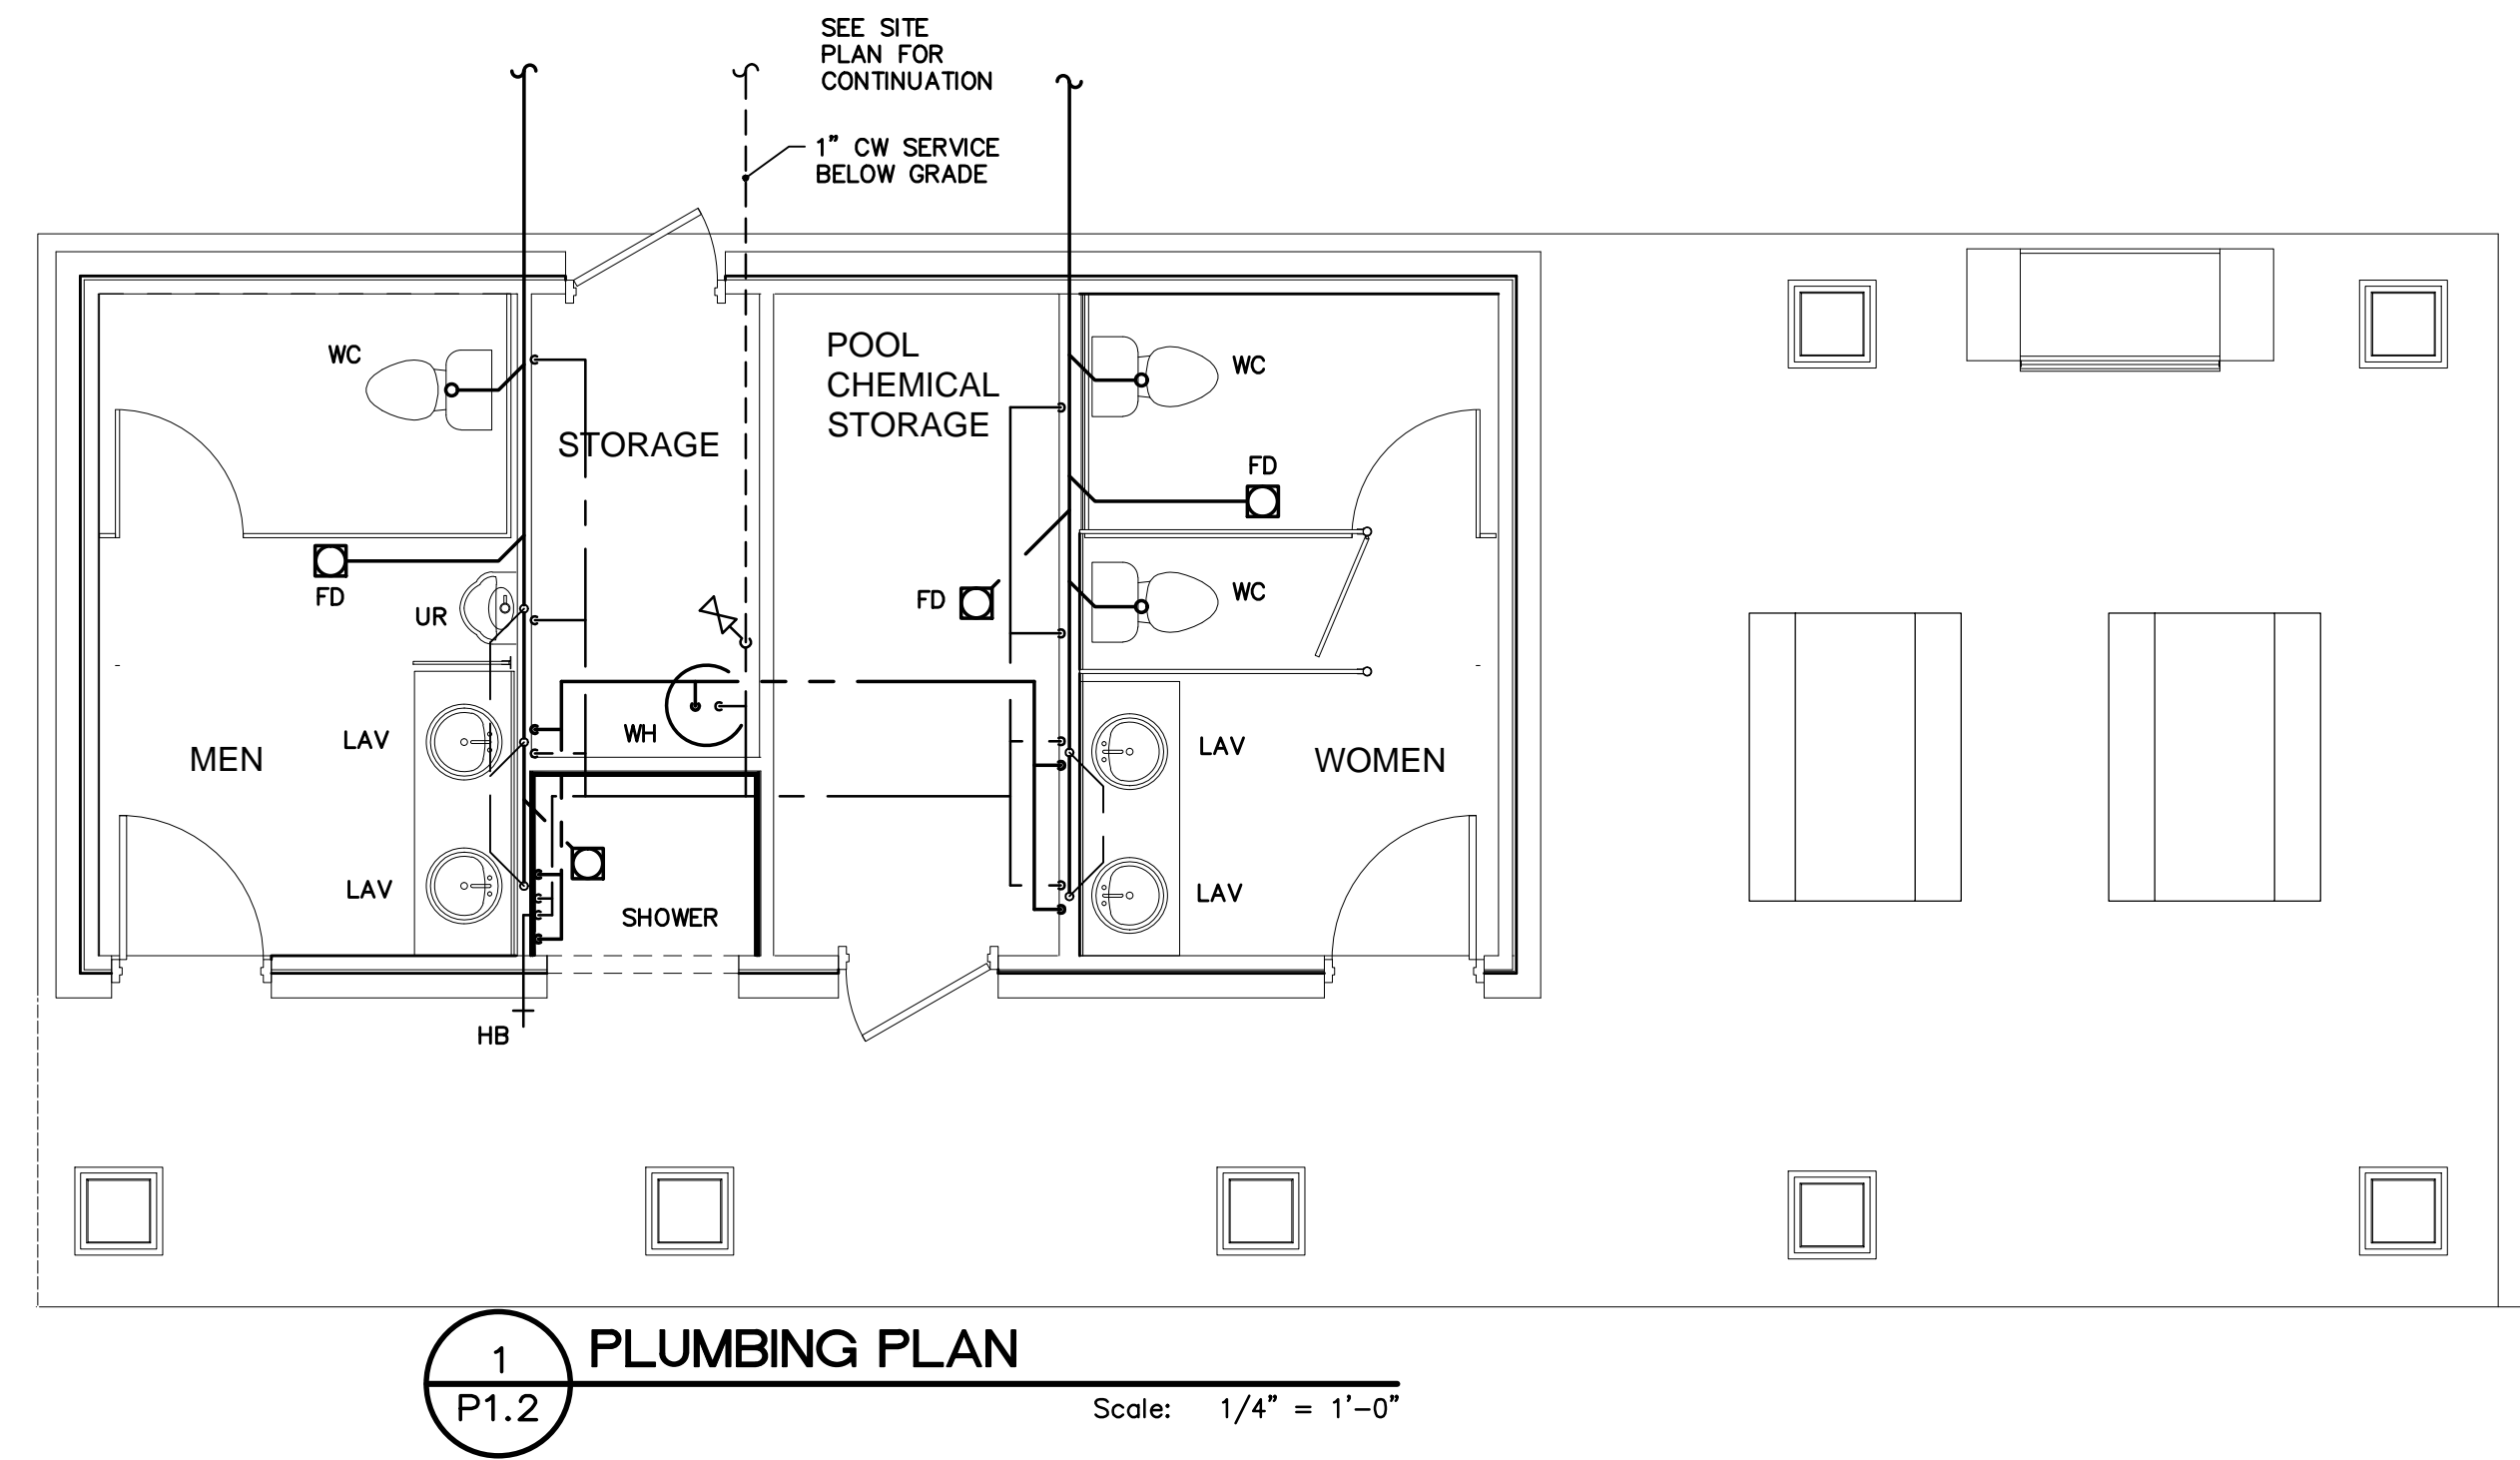 SEE SITE
PLAN FOR
CONTINUATION
1" CW SERVICE
BELOW GRADE
WC
POOL
CHEMICAL
STORAGE
WC
STORAGE
FD
FD
UR
FD
WC
LAV
MEN
WH
LAV
WOMEN
LAV
SHOWER
LAV
HB
1
P1.2
PLUMBING PLAN
Scale: 1/4" = 1'-0"